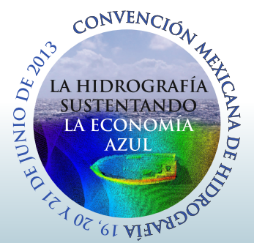 CONVENCIÓN MEXICANA DE HIDROGRAFÍA
19, 20 Y 21 DE JUNIO DE 2013
LA HIDROGRAFÍA
SUSTENTANDO
LA ECONOMÍA
AZUL